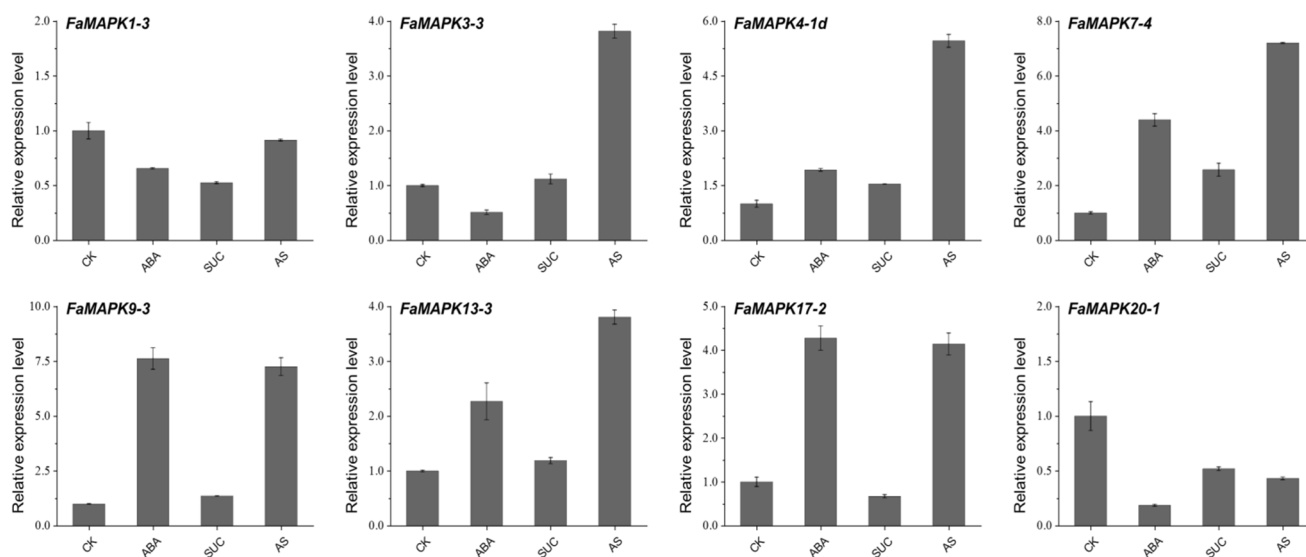 FaMAPK1-3
Relative expression level
2.0
1.5
1.0
0.5
0.0
CK
ABA
SUC
AS
FaMAPK3-3
Relative expression level
4.0
3.0
2.0
1.0
0.0
CK
ABA
SUC
AS
FaMAPK4-1d
Relative expression level
6.0
4.5
3.0
1.5
0.0
CK
ABA
SUC
AS
FaMAPK7-4
Relative expression level
8.0
6.0
4.0
2.0
0.0
CK
ABA
SUC
AS
FaMAPK9-3
Relative expression level
10.0
7.5
5.0
2.5
0.0
CK
ABA
SUC
AS
FaMAPK13-3
Relative expression level
4.0
3.0
2.0
1.0
0.0
CK
ABA
SUC
AS
FaMAPK17-2
Relative expression level
5.0
4.0
3.0
2.0
1.0
0.0
CK
ABA
SUC
AS
FaMAPK20-1
Relative expression level
2.0
1.5
1.0
0.5
0.0
CK
ABA
SUC
AS